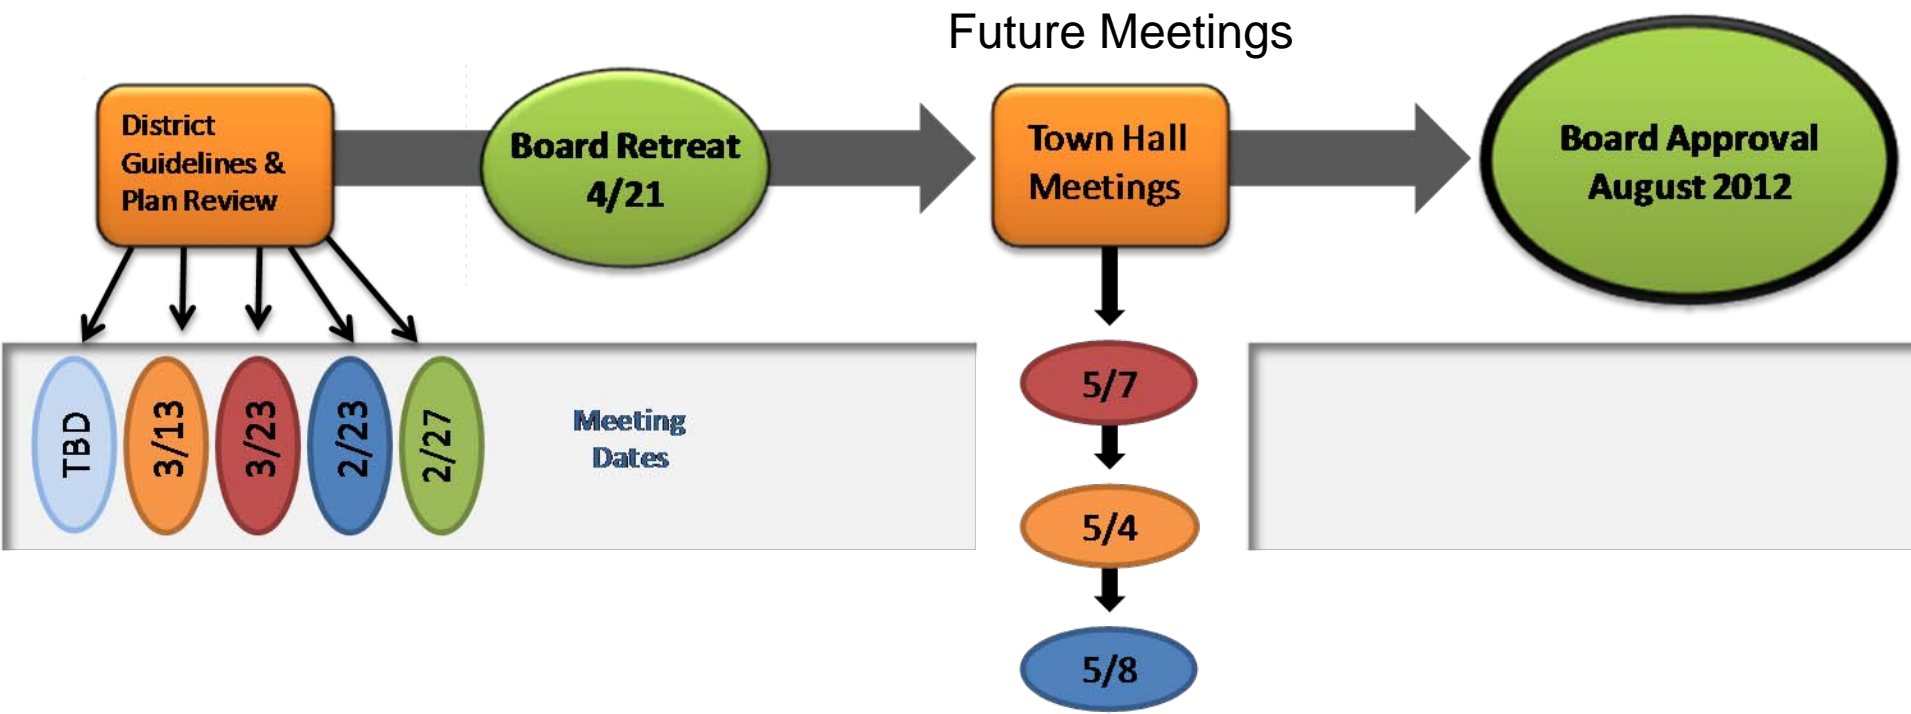 Future Meetings
District
Guidelines &
Plan Review
Board Retreat
4/21
Town Hall
Meetings
Board Approval
August 2012
TBD
3/13
3/23
2/23
2/27
Meeting
Dates
5/7
5/4
5/8